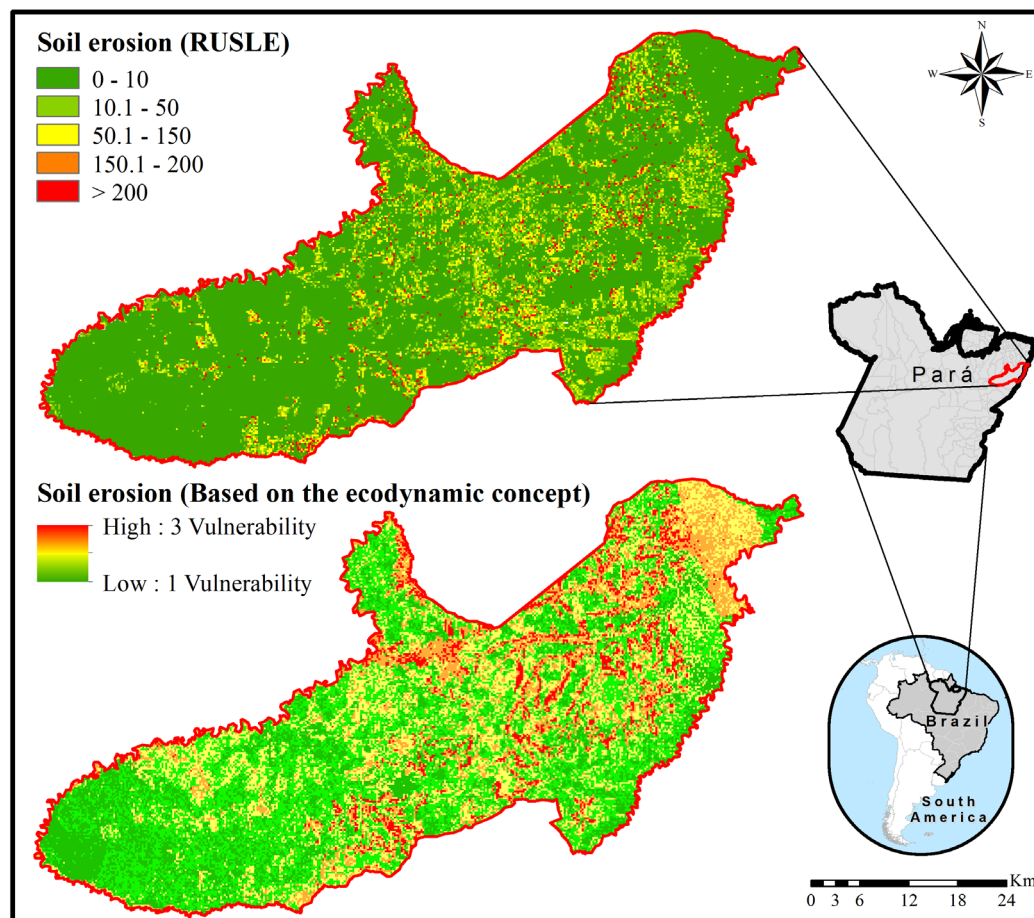 Soil erosion (RUSLE)
0 - 10
10.1 - 50
50.1 - 150
150.1 - 200
> 200
N
W
E
S
Pará
Soil erosion (Based on the ecodynamic concept)
High : 3 Vulnerability
Low : 1 Vulnerability
Brazil
South
America
Km
0 3 6 12 18 24